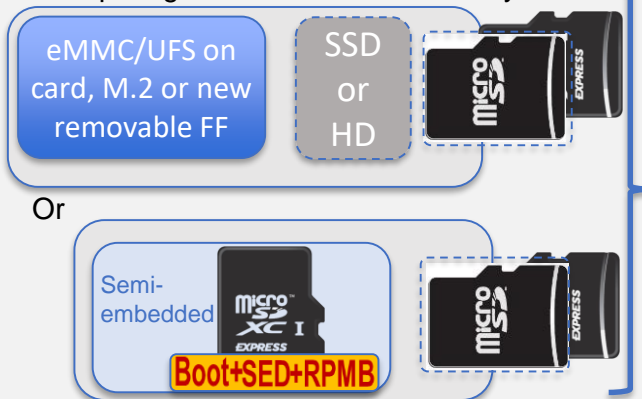 eMMC/UFS on
card, M.2 or new
removable FF
SSD
or
HD
micro
SD
EXPRESS
Or
Semi-
embedded
micro
SD
XC I
EXPRESS
Boot+SED+RPMB
micro
SD
EXPRESS